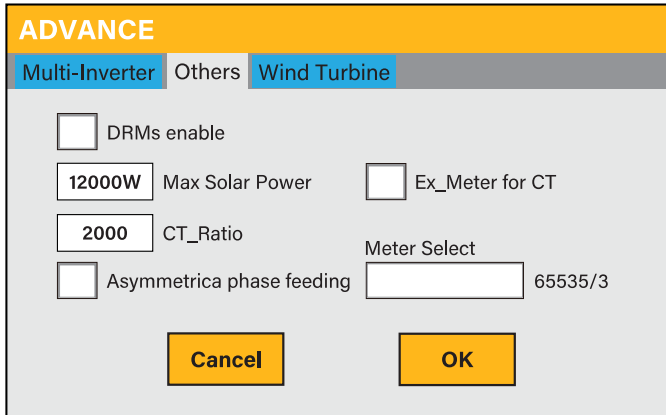 ADVANCE
Multi-Inverter Others Wind Turbine
DRMs enable
12000W Max Solar Power Ex_Meter for CT
2000 CT_Ratio
Meter Select
Asymmetrica phase feeding 65535/3
Cancel OK